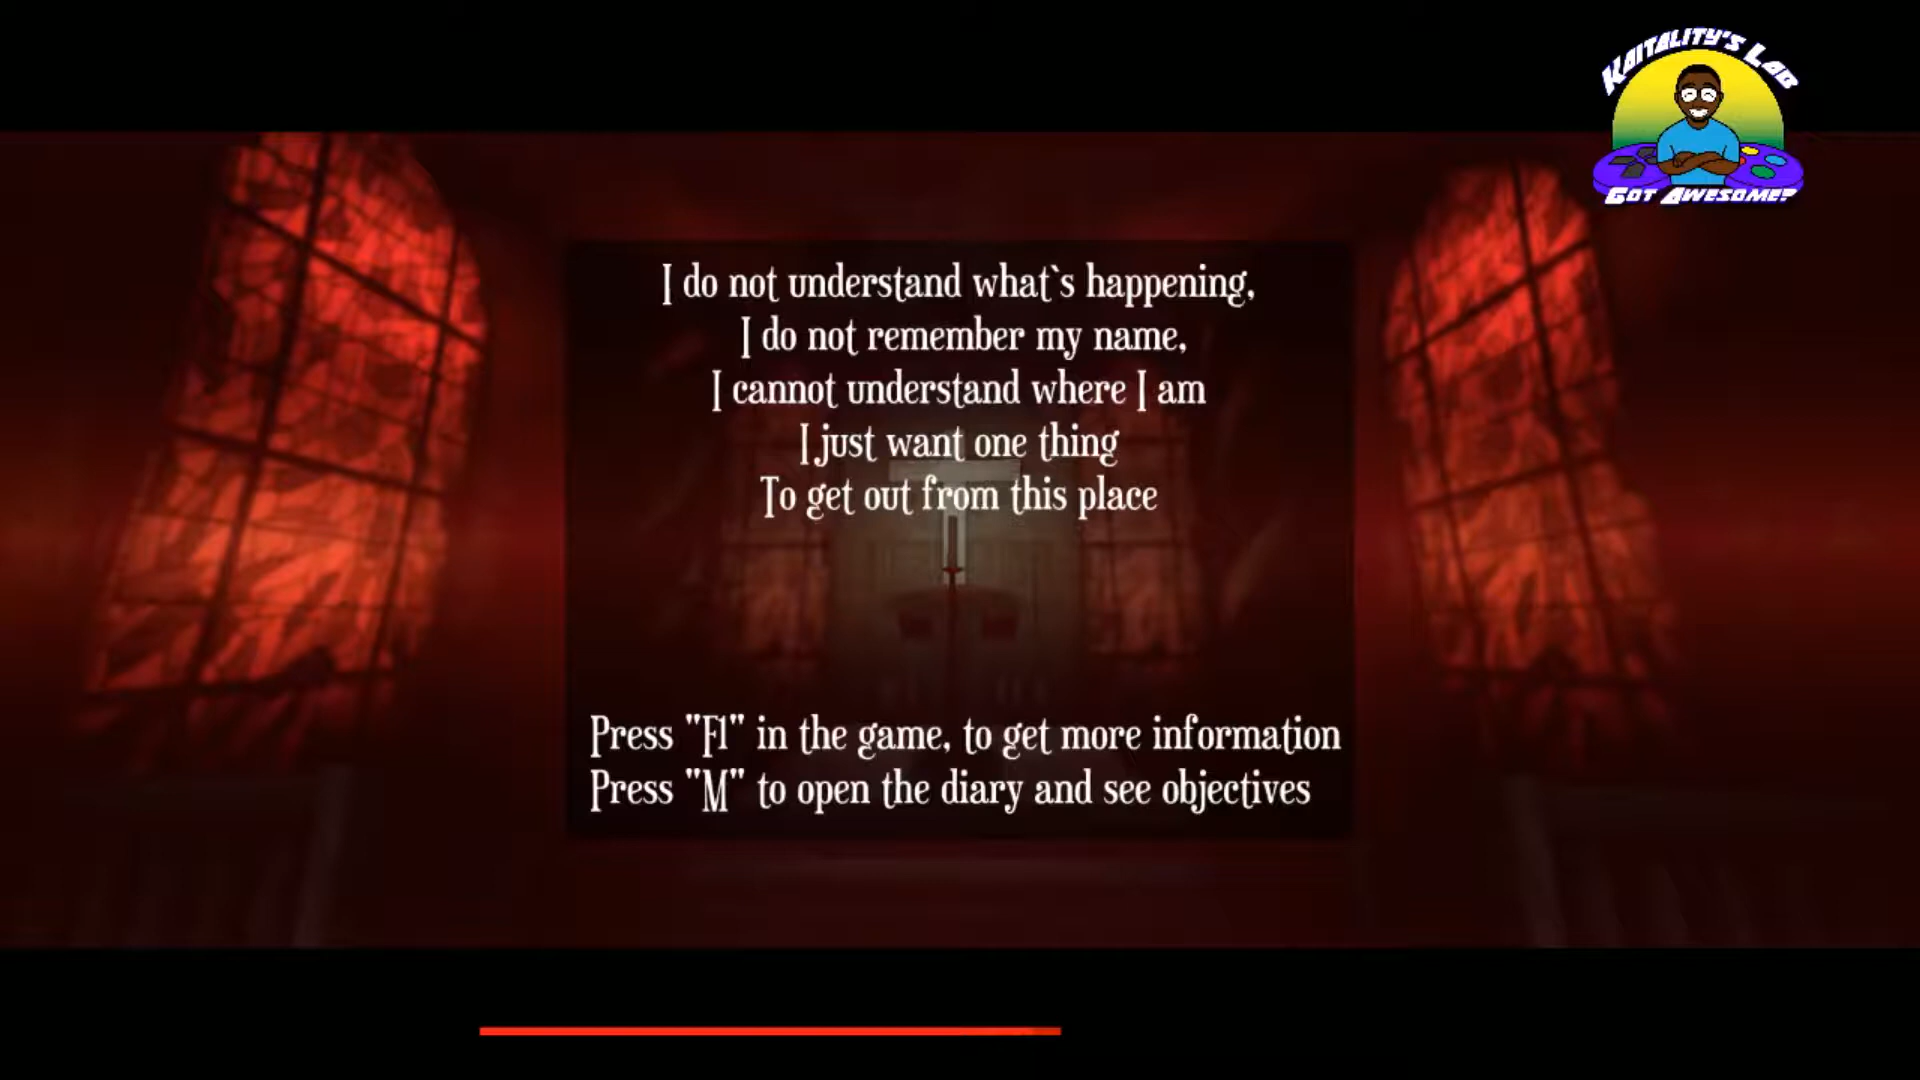 KAITALITY'S LAB
GOT AWESOME?
I do not understand what`s happening,
I do not remember my name,
I cannot understand where I am
I just want one thing
To get out from this place
Press "F1" in the game, to get more information
Press "M" to open the diary and see objectives